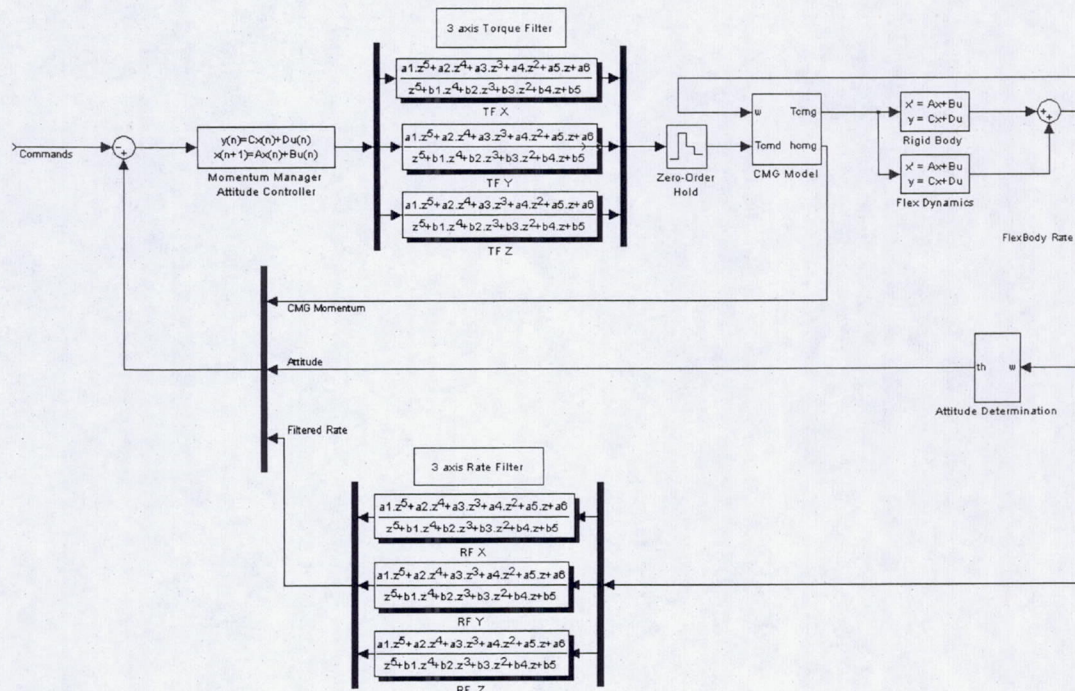 3 axis Torque Filter
a1.z5+a2.z4+a3.z3+a4.z2+a5.z+a6
z5+b1.z4+b2.z3+b3.z2+b4.z+b5
TF X
a1.z5+a2.z4+a3.z3+a4.z2+a5.z+a6
z5+b1.z4+b2.z3+b3.z2+b4.z+b5
TF Y
a1.z5+a2.z4+a3.z3+a4.z2+a5.z+a6
z5+b1.z4+b2.z3+b3.z2+b4.z+b5
TF Z
Commands
-
+
y(n)=Cx(n)+Du(n)
x(n+1)=Ax(n)+Bu(n)
Momentum Manager
Attitude Controller
Zero-Order
Hold
w
Tcmg
Tcmd
hcmg
CMG Model
x' = Ax+Bu
y = Cx+Du
Rigid Body
x' = Ax+Bu
y = Cx+Du
Flex Dynamics
+
+
FlexBody Rate
CMG Momentum
Attitude
Filtered Rate
th
w
Attitude Determination
3 axis Rate Filter
a1.z5+a2.z4+a3.z3+a4.z2+a5.z+a6
z5+b1.z4+b2.z3+b3.z2+b4.z+b5
RF X
a1.z5+a2.z4+a3.z3+a4.z2+a5.z+a6
z5+b1.z4+b2.z3+b3.z2+b4.z+b5
RF Y
a1.z5+a2.z4+a3.z3+a4.z2+a5.z+a6
z5+b1.z4+b2.z3+b3.z2+b4.z+b5
RF Z